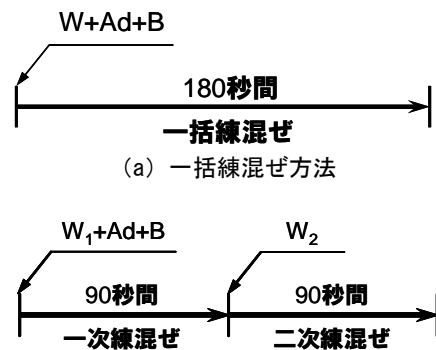 W+Ad+B
180秒間
一括練混ぜ
(a) 一括練混ぜ方法
W₁+Ad+B W₂
90秒間 90秒間
一次練混ぜ 二次練混ぜ